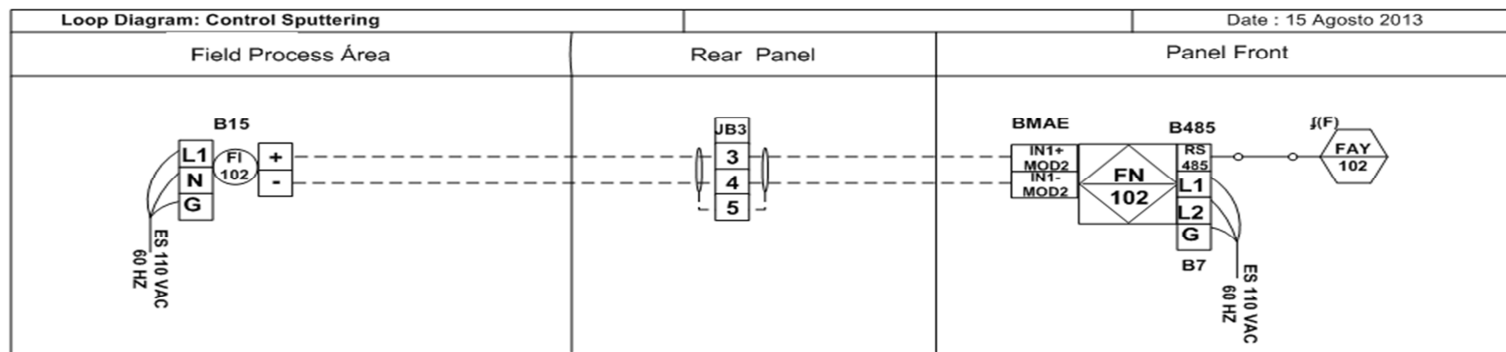 Loop Diagram: Control Sputtering
Date : 15 Agosto 2013
Field Process Área
Rear Panel
Panel Front
B15
L1
N
G
FI
102
+
-
ES 110 VAC
60 HZ
JB3
3
4
5
BMAE
IN1+
MOD2
IN1-
MOD2
FN
102
B485
RS
485
L1
L2
G
B7
ES 110 VAC
60 HZ
∫(F)
FAY
102